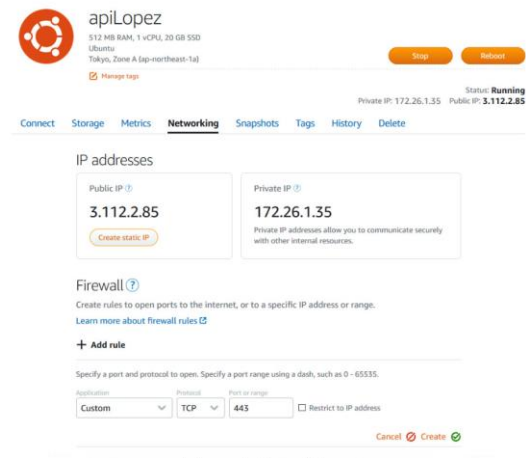 apiLopez
512 MB RAM, 1 vCPU, 20 GB SSD
Ubuntu
Tokyo, Zone A (ap-northeast-1a)
Manage tags
Stop
Reboot
Status: Running
Private IP: 172.26.1.35 Public IP: 3.112.2.85
Connect Storage Metrics Networking Snapshots Tags History Delete
IP addresses
Public IP ?
3.112.2.85
Create static IP
Private IP ?
172.26.1.35
Private IP addresses allow you to communicate securely
with other internal resources.
Firewall ?
Create rules to open ports to the internet, or to a specific IP address or range.
Learn more about firewall rules
+ Add rule
Specify a port and protocol to open. Specify a port range using a dash, such as 0 - 65535.
Application Protocol Port or range
Custom TCP 443 Restrict to IP address
Cancel Create